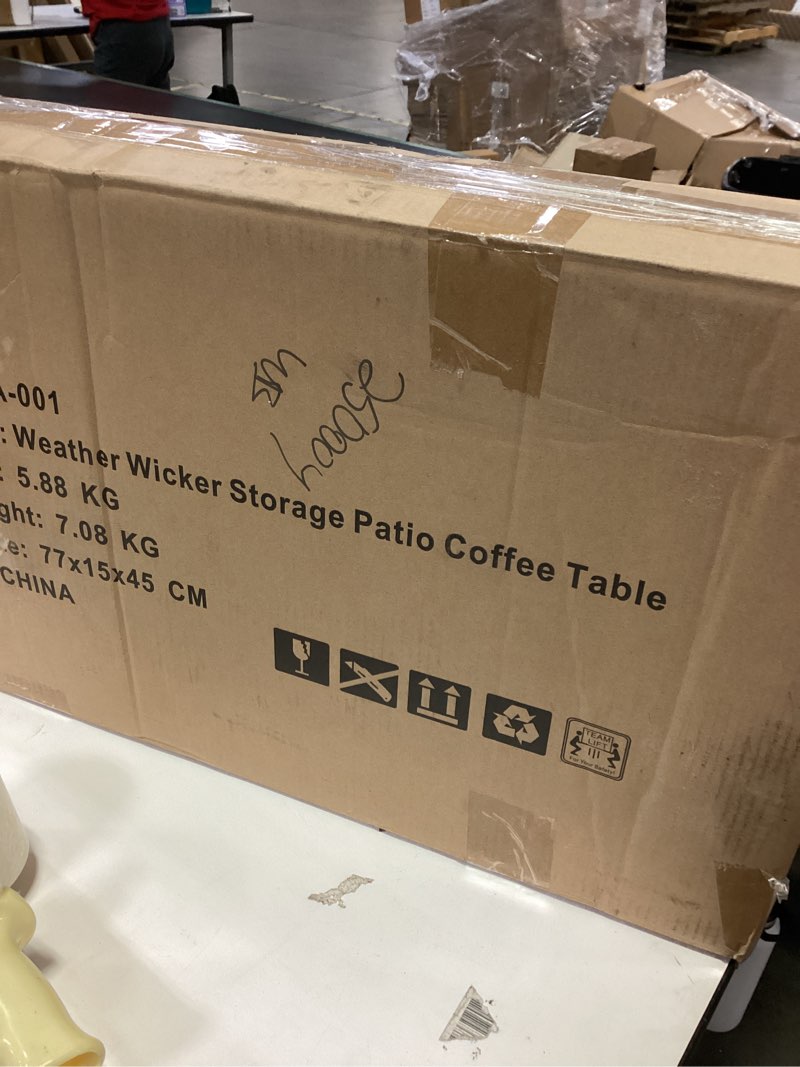 A-001
: Weather Wicker Storage Patio Coffee Table
: 5.88 KG
ght: 7.08 KG
e: 77x15x45 CM
CHINA
TEAM
LIFT
For Your Safety!